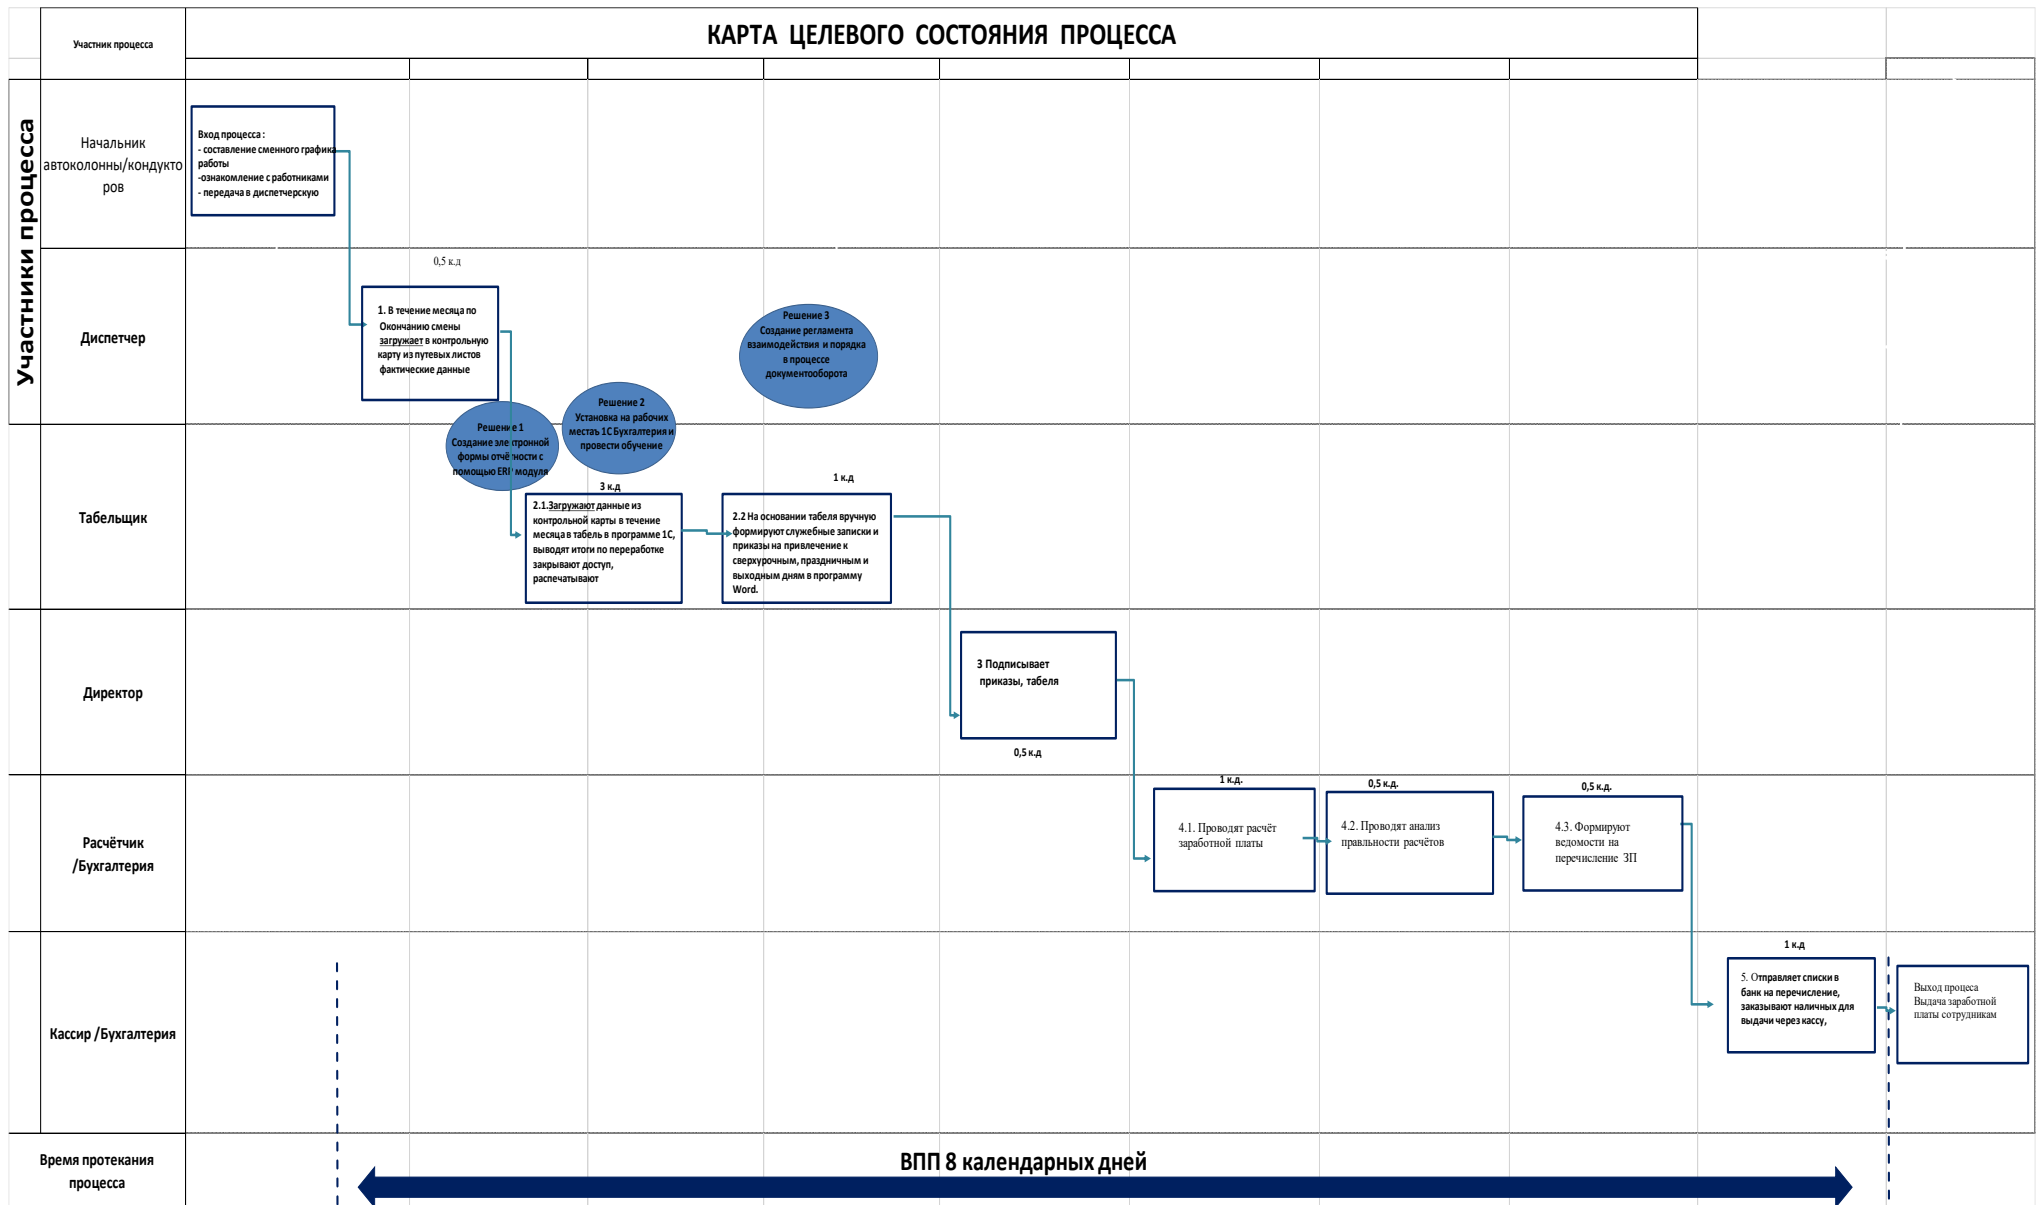 КАРТА ЦЕЛЕВОГО СОСТОЯНИЯ ПРОЦЕССА
Участник процесса
Участники процесса
Начальник
автоколонны/кондукто
ров
Вход процесса :
- составление сменного графика
работы
-ознакомление с работниками
- передача в диспетчерскую
Диспетчер
0,5 к.д
1. В течение месяца по
Окончанию смены
загружает в контрольную
карту из путевых листов
фактические данные
Решение 3
Создание регламента
взаимодействия и порядка
в процессе
документооборота
Решение 2
Установка на рабочих
местаъ 1С Бухгалтерия и
провести обучение
Решение 1
Создание электронной
формы отчётности с
помощью ERP модуля
Табельщик
3 к.д
2.1.Загружают данные из
контрольной карты в течение
месяца в табель в программе 1С,
выводят итоги по переработке
закрывают доступ,
распечатывают
1 к.д
2.2 На основании табеля вручную
формируют служебные записки и
приказы на привлечение к
сверхурочным, праздничным и
выходным дням в программу
Word.
Директор
3 Подписывает
приказы, табеля
0,5 к.д
Расчётчик
/Бухгалтерия
1 к.д.
4.1. Проводят расчёт
заработной платы
0,5 к.д.
4.2. Проводят анализ
правльности расчётов
0,5 к.д.
4.3. Формируют
ведомости на
перечисление ЗП
Кассир /Бухгалтерия
1 к.д
5. Отправляет списки в
банк на перечисление,
заказывают наличных для
выдачи через кассу,
Выход процеса
Выдача заработной
платы сотрудникам
Время протекания
процесса
ВПП 8 календарных дней